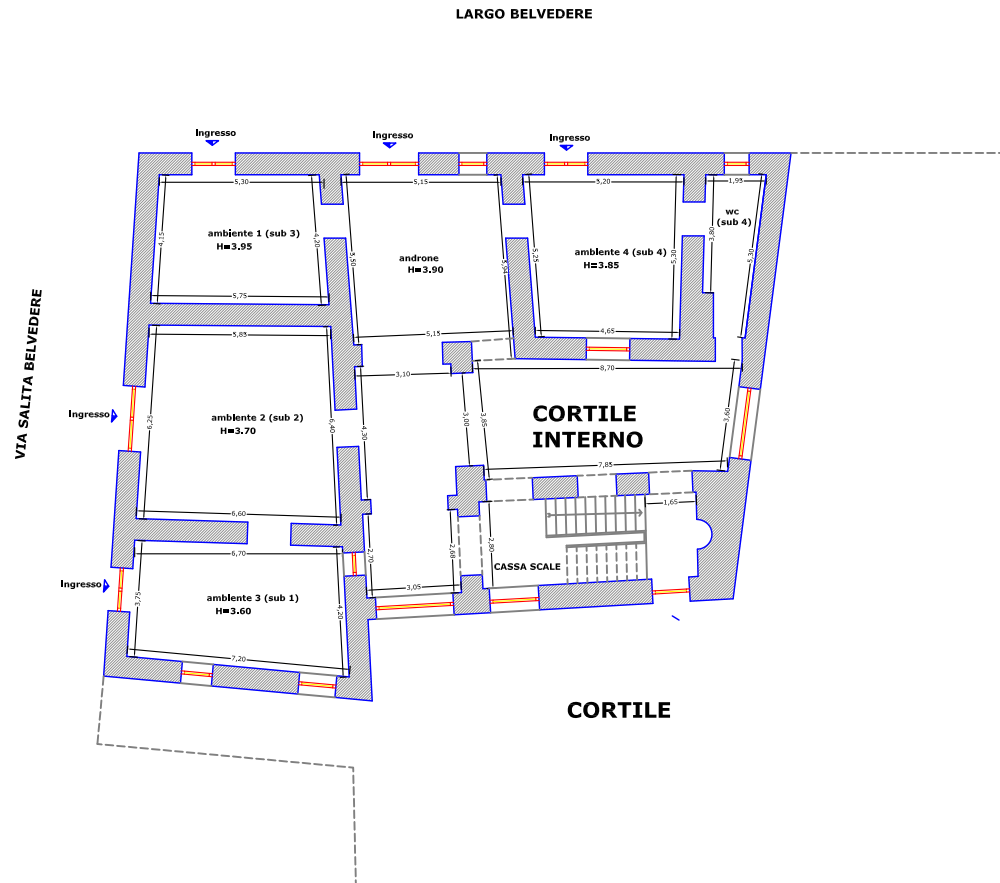 LARGO BELVEDERE
Ingresso
Ingresso
Ingresso
5,30
5,15
5,20
1,95
wc
(sub 4)
4,15
ambiente 1 (sub 3)
H=3.95
4,20
5,50
androne
H=3.90
5,94
5,25
ambiente 4 (sub 4)
H=3.85
5,30
3,80
5,30
5,75
VIA SALITA BELVEDERE
5,85
5,15
4,65
3,10
8,70
Ingresso
6,25
ambiente 2 (sub 2)
H=3.70
6,40
4,30
3,00
3,85
CORTILE
INTERNO
3,60
7,85
6,60
1,65
6,70
2,70
2,68
2,80
CASSA SCALE
Ingresso
3,75
ambiente 3 (sub 1)
H=3.60
4,20
3,05
7,20
CORTILE